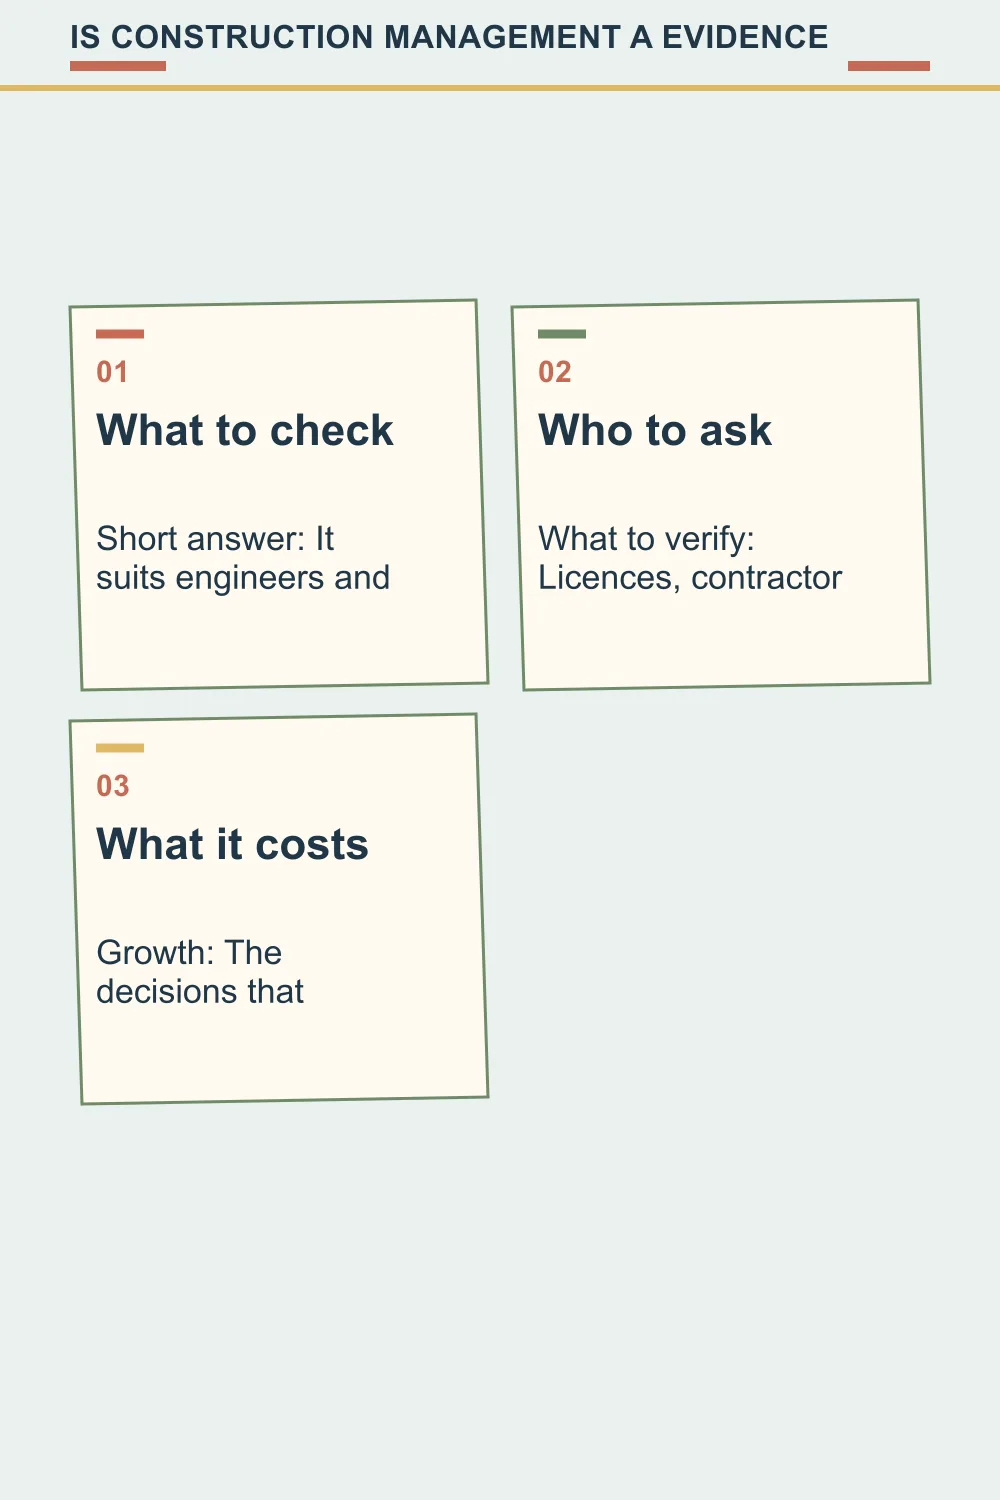 IS CONSTRUCTION MANAGEMENT A EVIDENCE
01
What to check
Short answer: It
suits engineers and
02
Who to ask
What to verify:
Licences, contractor
03
What it costs
Growth: The
decisions that